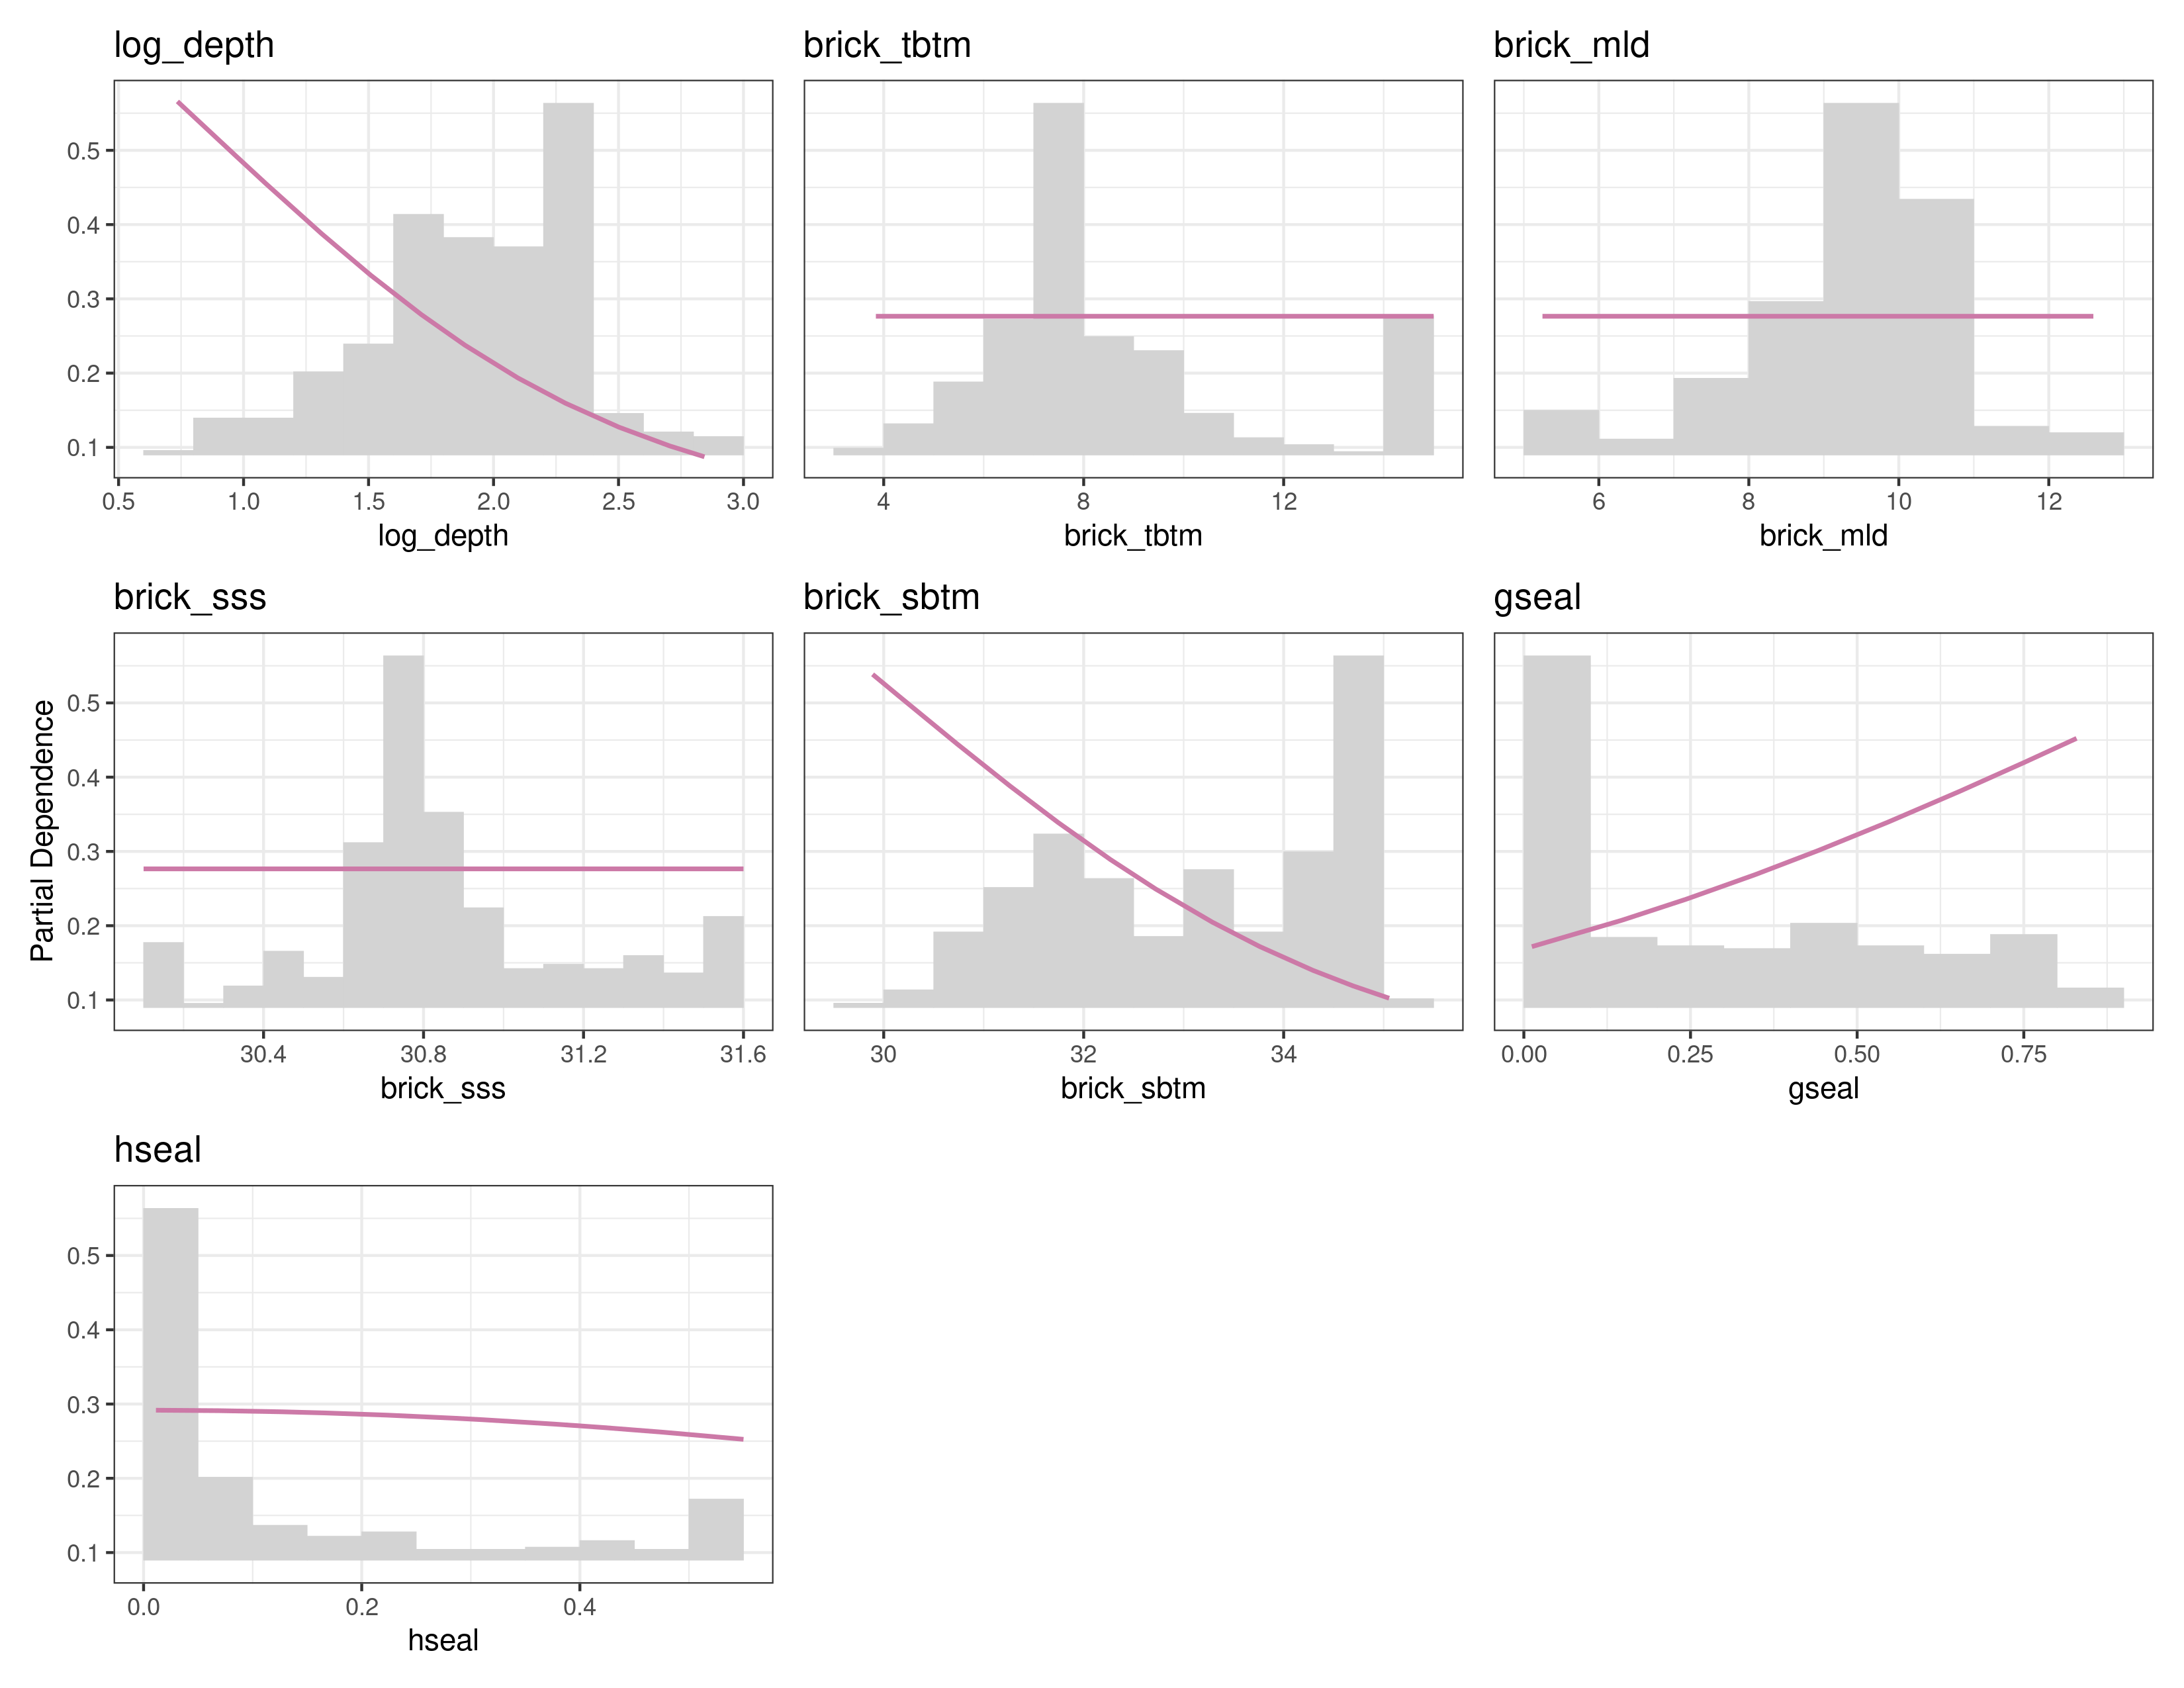 log_depth
brick_tbtm
brick_mld
0.5
0.4
0.3
0.2
0.1
0.5 1.0 1.5 2.0 2.5 3.0
4 8 12
6 8 10 12
log_depth
brick_tbtm
brick_mld
brick_sss
brick_sbtm
gseal
Partial Dependence
0.5
0.4
0.3
0.2
0.1
30.4 30.8 31.2 31.6
30 32 34
0.00 0.25 0.50 0.75
brick_sss
brick_sbtm
gseal
hseal
0.5
0.4
0.3
0.2
0.1
0.0 0.2 0.4
hseal